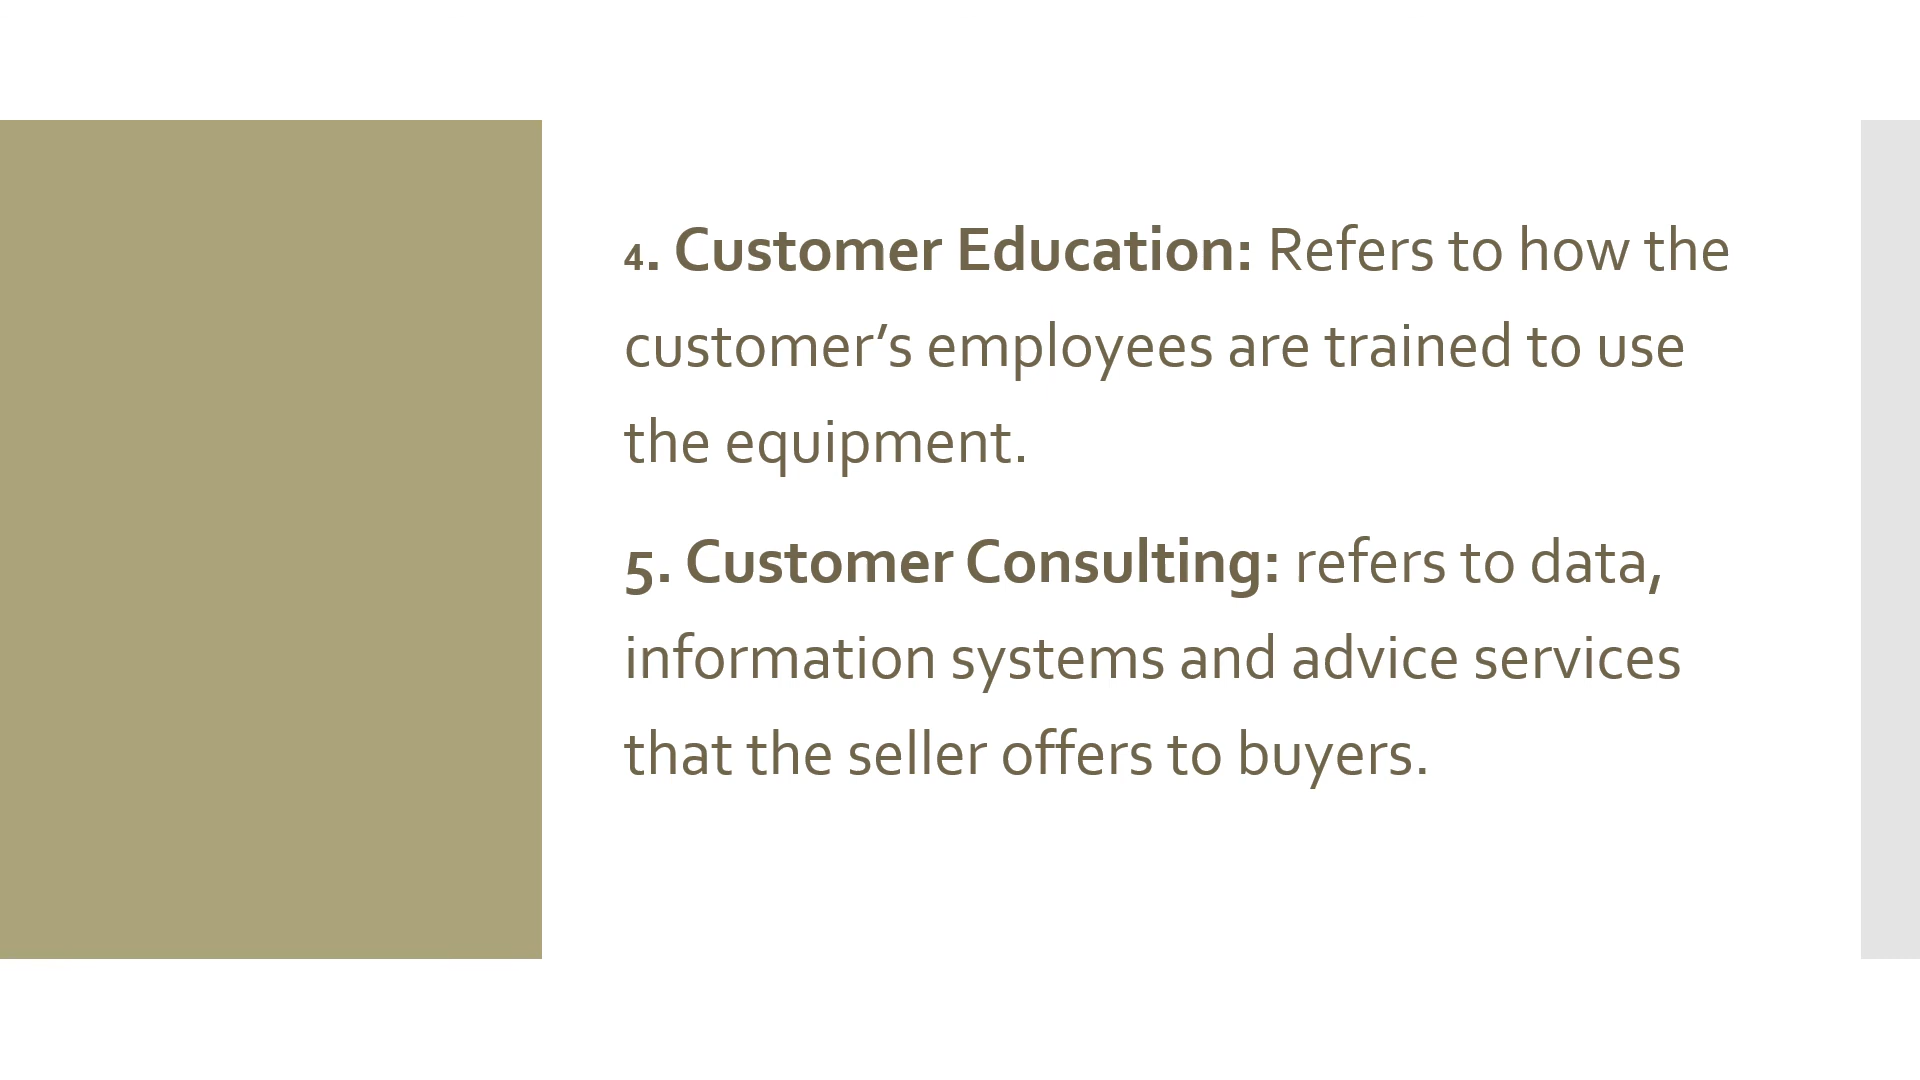 4. Customer Education: Refers to how the
customer’s employees are trained to use
the equipment.
5. Customer Consulting: refers to data,
information systems and advice services
that the seller offers to buyers.